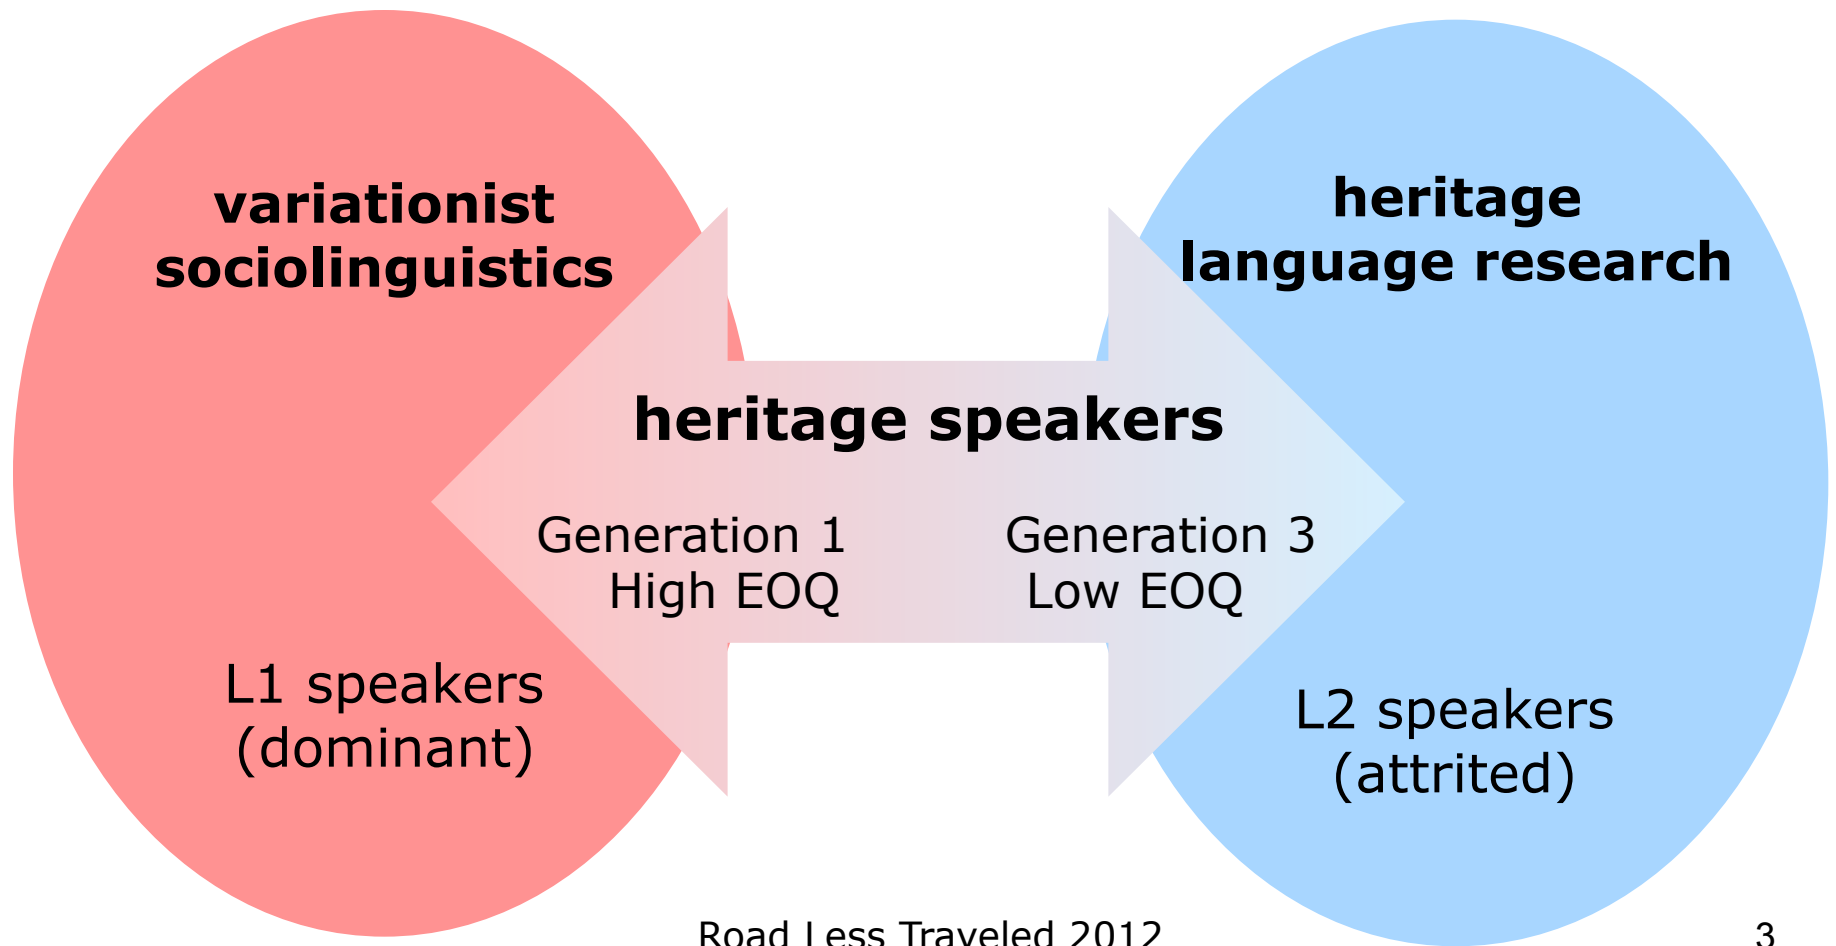 variationist
sociolinguistics
heritage
language research
heritage speakers
Generation 1
High EOQ
Generation 3
Low EOQ
L1 speakers
(dominant)
L2 speakers
(attrited)
Road Less Traveled 2012
3